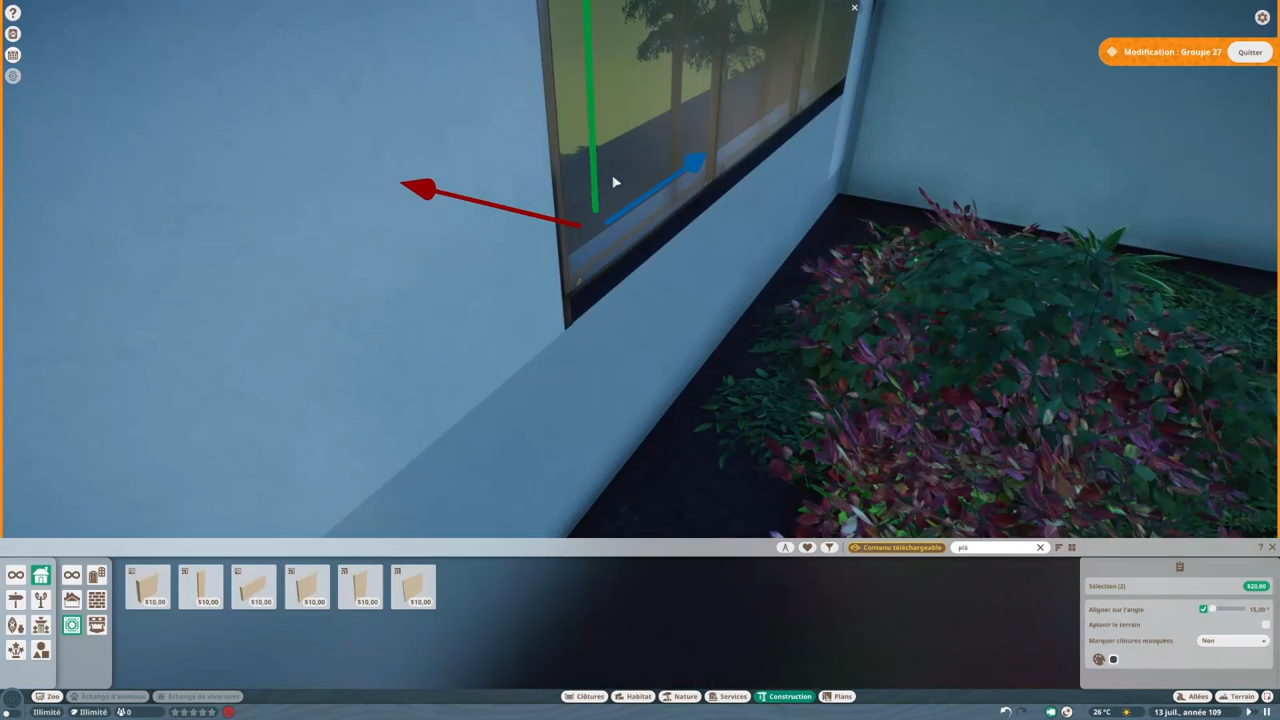 Modification : Groupe 27
Quitter
Contenu téléchargeable
plâ
$10,00
$10,00
$10,00
$10,00
$10,00
$10,00
Sélection (2)
$20,00
Aligner sur l'angle
15,00 °
Aplanir le terrain
Marquer clôtures masquées
Non
Zoo
Échange d'animaux
Échange de vivariums
Clôtures
Habitat
Nature
Services
Construction
Plans
Allées
Terrain
Illimité
Illimité
0
26 °C
13 juil., année 109